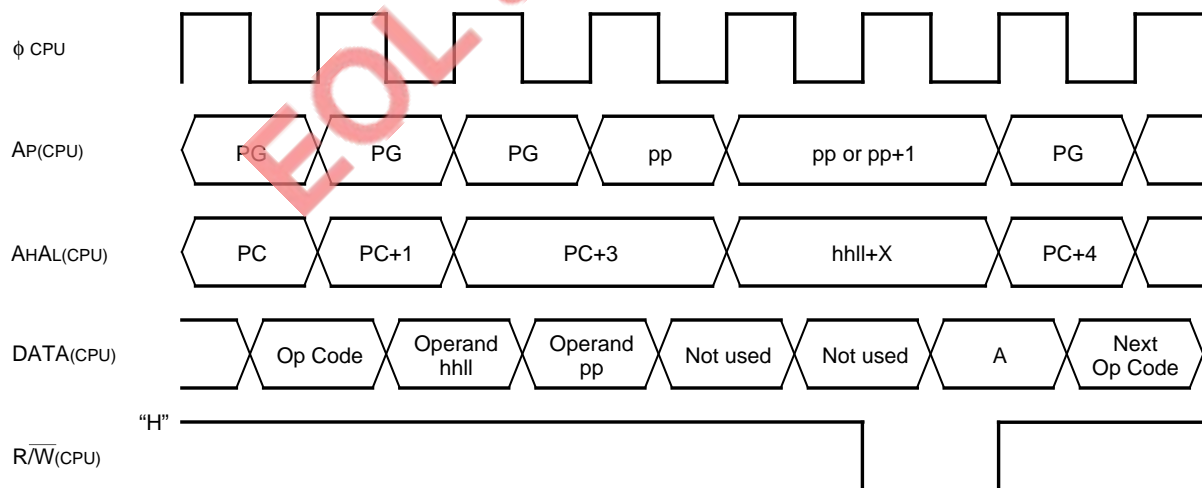 EOL
φ CPU
AP(CPU) PG PG PG pp pp or pp+1 PG
AHAL(CPU) PC PC+1 PC+3 hhll+X PC+4
DATA(CPU) Op Code Operand hhll Operand pp Not used Not used A Next Op Code
“H”
R/W̅(CPU)